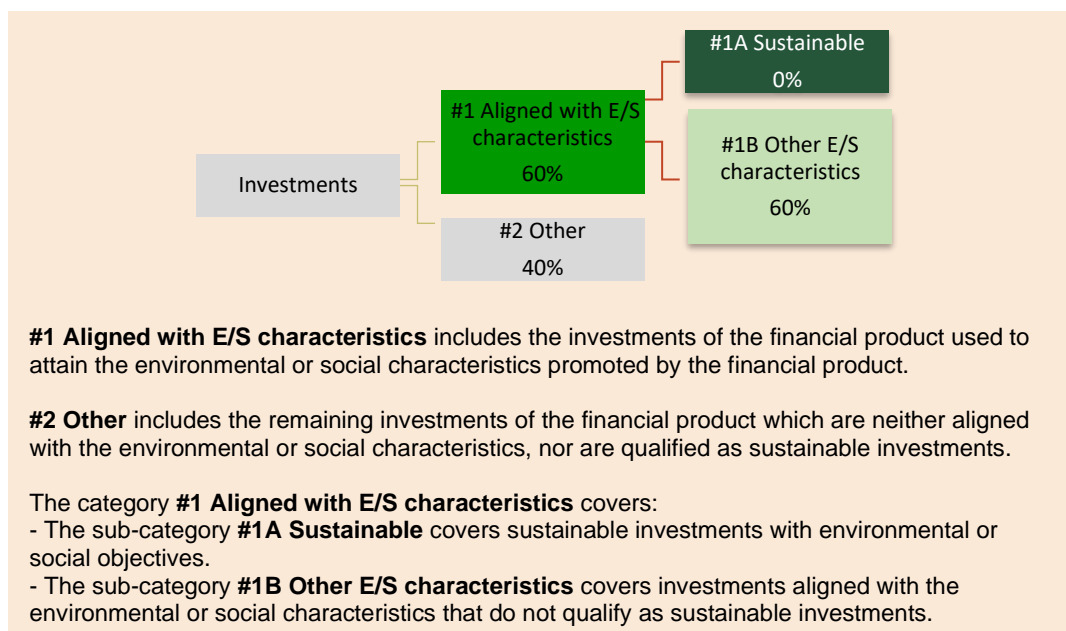 #1A Sustainable
0%
#1 Aligned with E/S
characteristics
60%
#1B Other E/S
characteristics
60%
Investments
#2 Other
40%
#1 Aligned with E/S characteristics includes the investments of the financial product used to
attain the environmental or social characteristics promoted by the financial product.
#2 Other includes the remaining investments of the financial product which are neither aligned
with the environmental or social characteristics, nor are qualified as sustainable investments.
The category #1 Aligned with E/S characteristics covers:
- The sub-category #1A Sustainable covers sustainable investments with environmental or
social objectives.
- The sub-category #1B Other E/S characteristics covers investments aligned with the
environmental or social characteristics that do not qualify as sustainable investments.